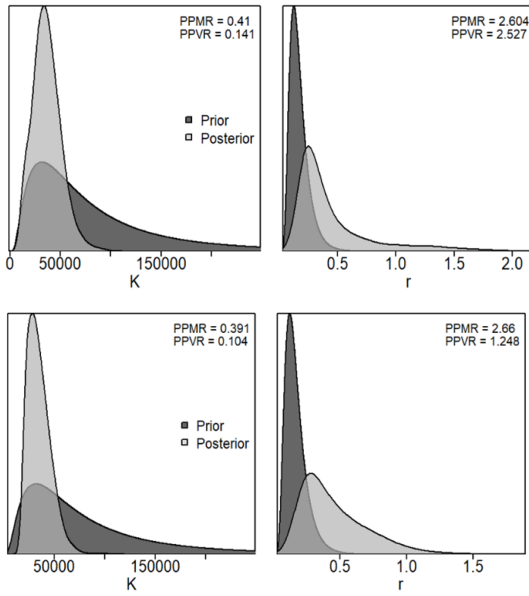 PPMR = 0.41
PPVR = 0.141
Prior
Posterior
0 50000 150000
K
PPMR = 2.604
PPVR = 2.527
0.5 1.0 1.5 2.0
r
PPMR = 0.391
PPVR = 0.104
Prior
Posterior
50000 150000
K
PPMR = 2.66
PPVR = 1.248
0.5 1.0 1.5
r